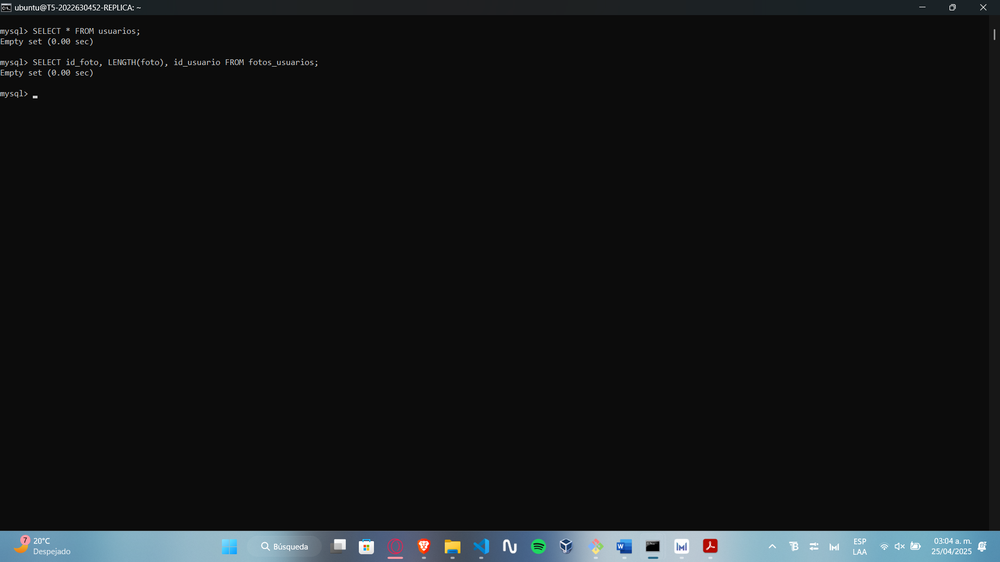 ubuntu@T5-2022630452-REPLICA: ~
mysql> SELECT * FROM usuarios;
Empty set (0.00 sec)
mysql> SELECT id_foto, LENGTH(foto), id_usuario FROM fotos_usuarios;
Empty set (0.00 sec)
mysql>
7
20°C
Despejado
Búsqueda
ESP
LAA
03:04 a. m.
25/04/2025